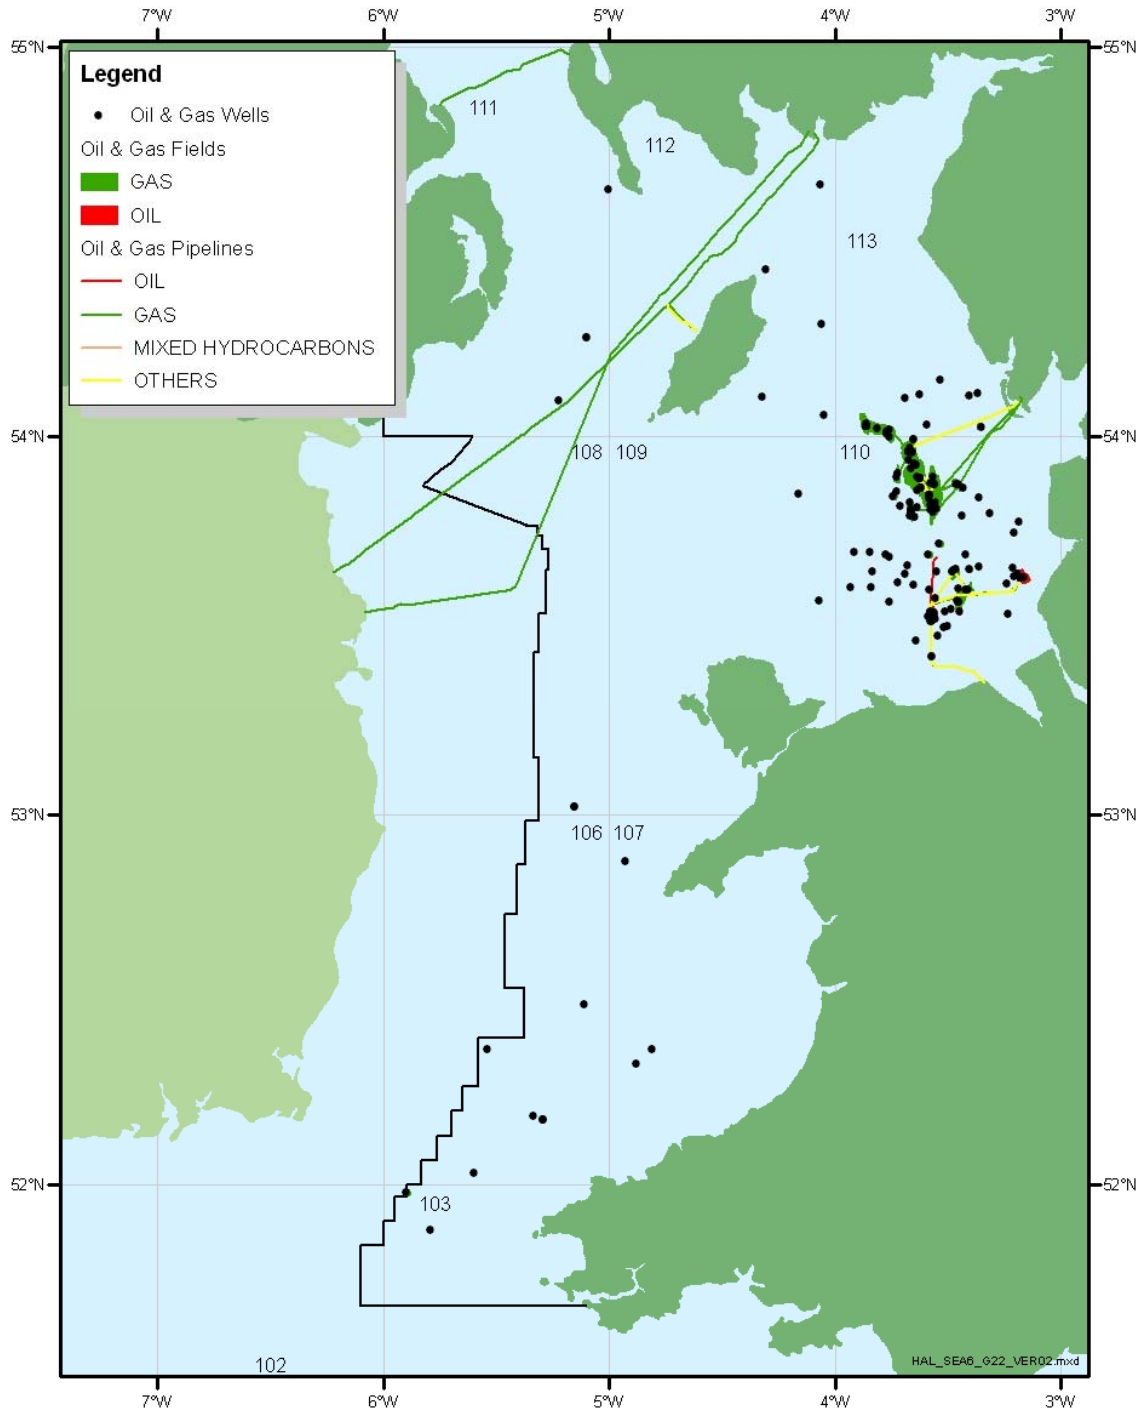 7°W 6°W 5°W 4°W 3°W
55°N 55°N
Legend
Oil & Gas Wells
Oil & Gas Fields
GAS
OIL
Oil & Gas Pipelines
OIL
GAS
MIXED HYDROCARBONS
OTHERS
111
112
113
54°N 54°N
108 109 110
53°N 53°N
106 107
52°N 52°N
103
102
HAL_SEA6_G22_VER02.mxd
7°W 6°W 5°W 4°W 3°W